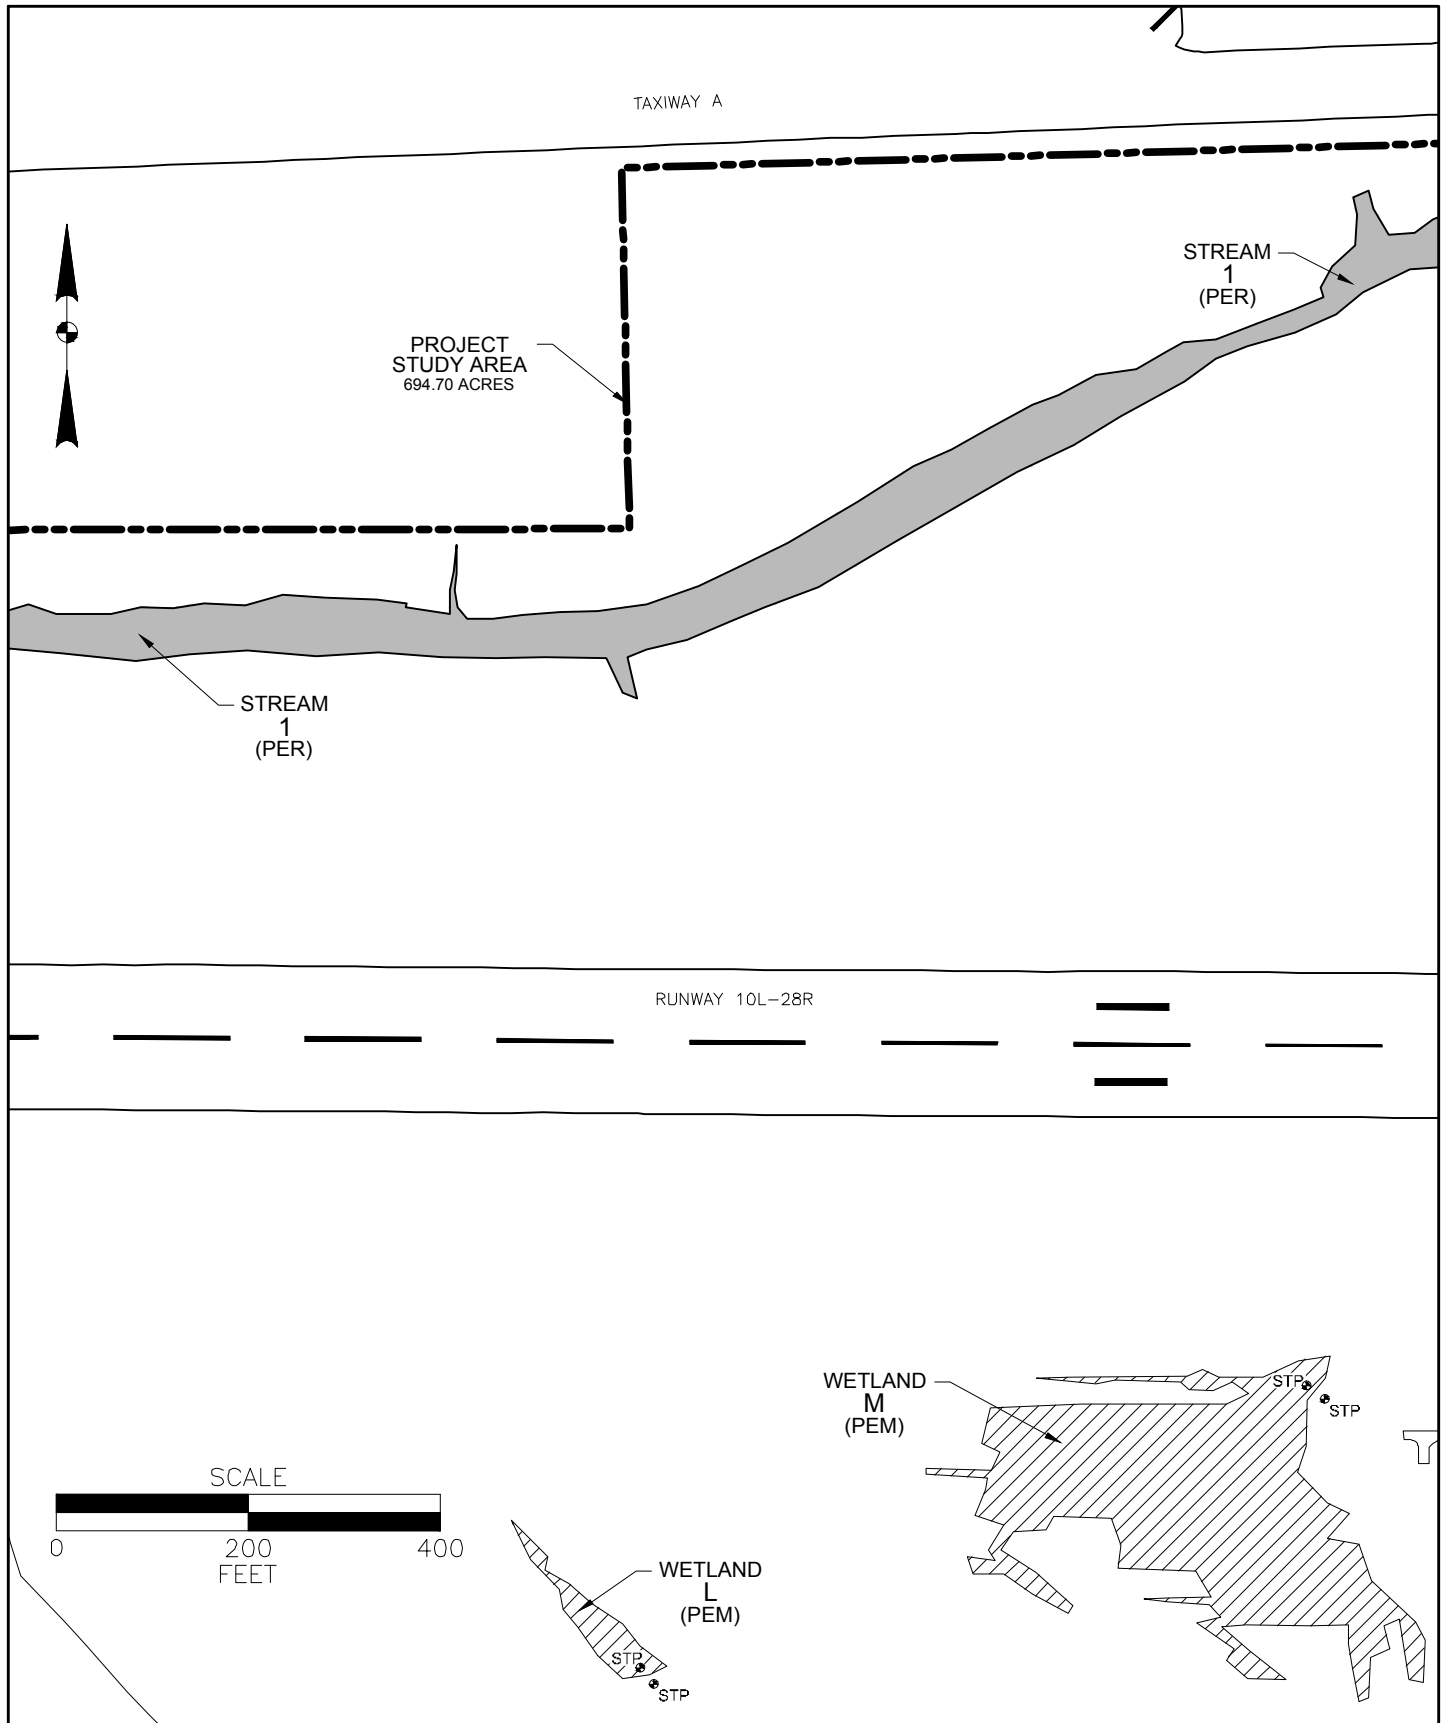 TAXIWAY A
STREAM
1
(PER)
PROJECT
STUDY AREA
694.70 ACRES
STREAM
1
(PER)
RUNWAY 10L-28R
WETLAND
M
(PEM)
STP
STP
SCALE
0 200 400
FEET
WETLAND
L
(PEM)
STP
STP